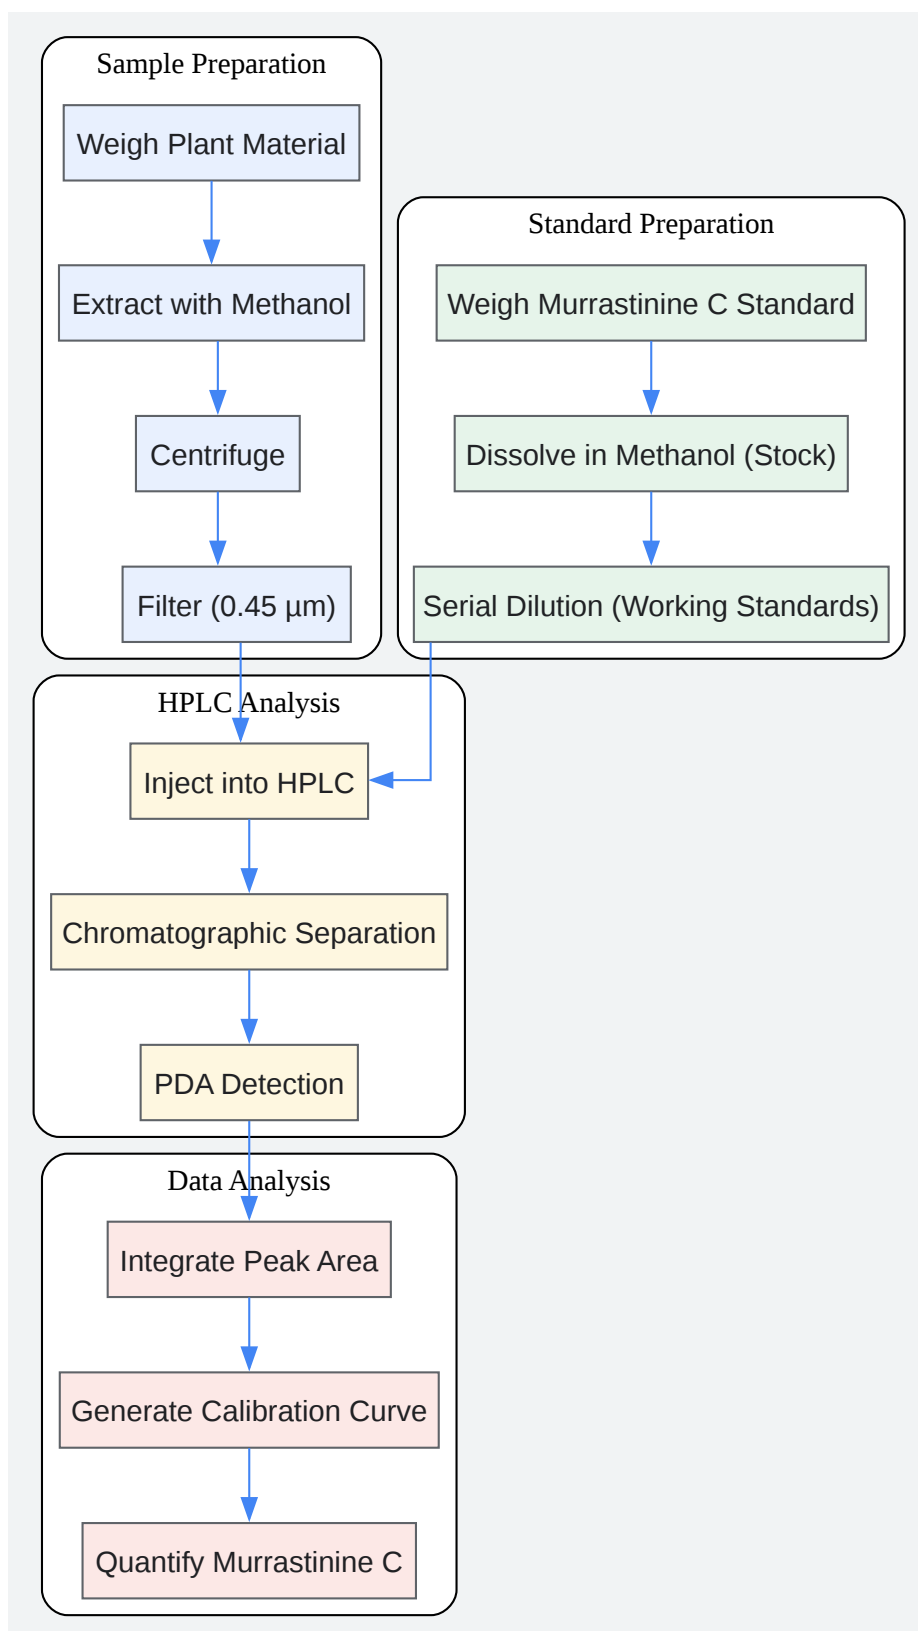 Sample Preparation
Weigh Plant Material
Extract with Methanol
Centrifuge
Filter (0.45 µm)
Standard Preparation
Weigh Murrastinine C Standard
Dissolve in Methanol (Stock)
Serial Dilution (Working Standards)
HPLC Analysis
Inject into HPLC
Chromatographic Separation
PDA Detection
Data Analysis
Integrate Peak Area
Generate Calibration Curve
Quantify Murrastinine C